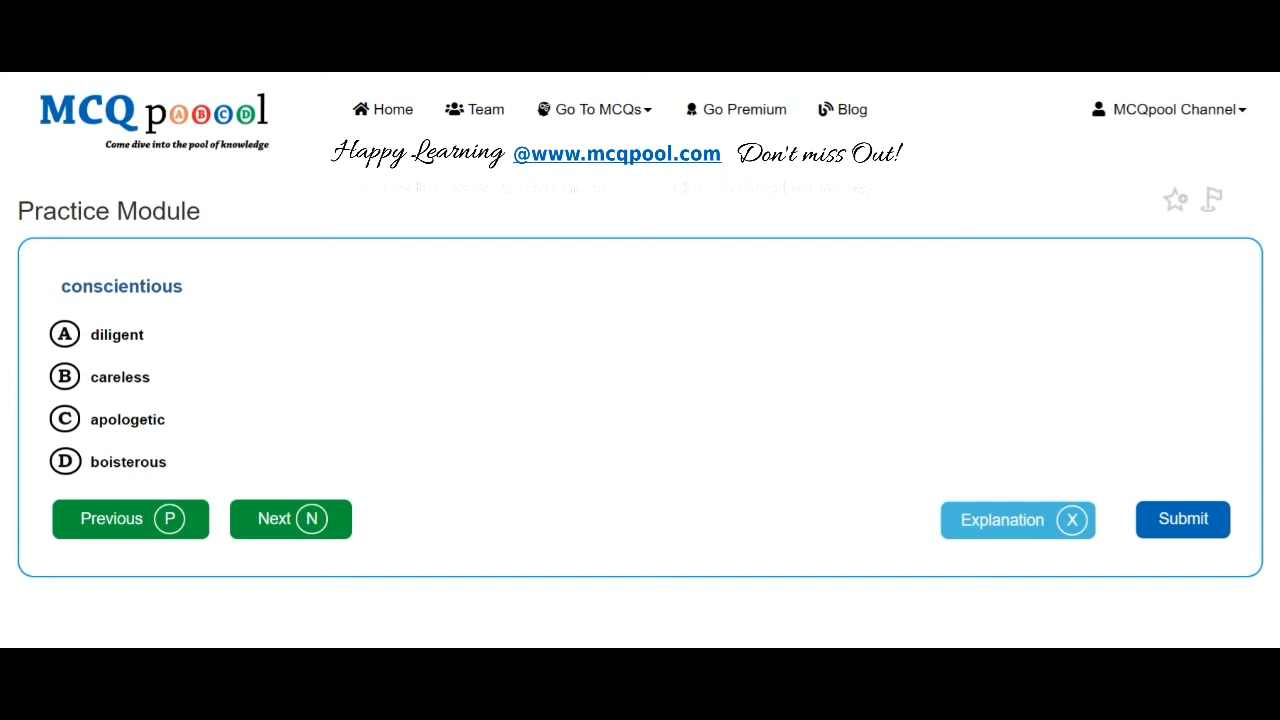 MCQ pooool
Come dive into the pool of knowledge
Home Team Go To MCQs Go Premium Blog MCQpool Channel
Happy Learning @www.mcqpool.com Don't miss Out!
Practice Module
conscientious
A diligent
B careless
C apologetic
D boisterous
Previous P Next N Explanation X Submit